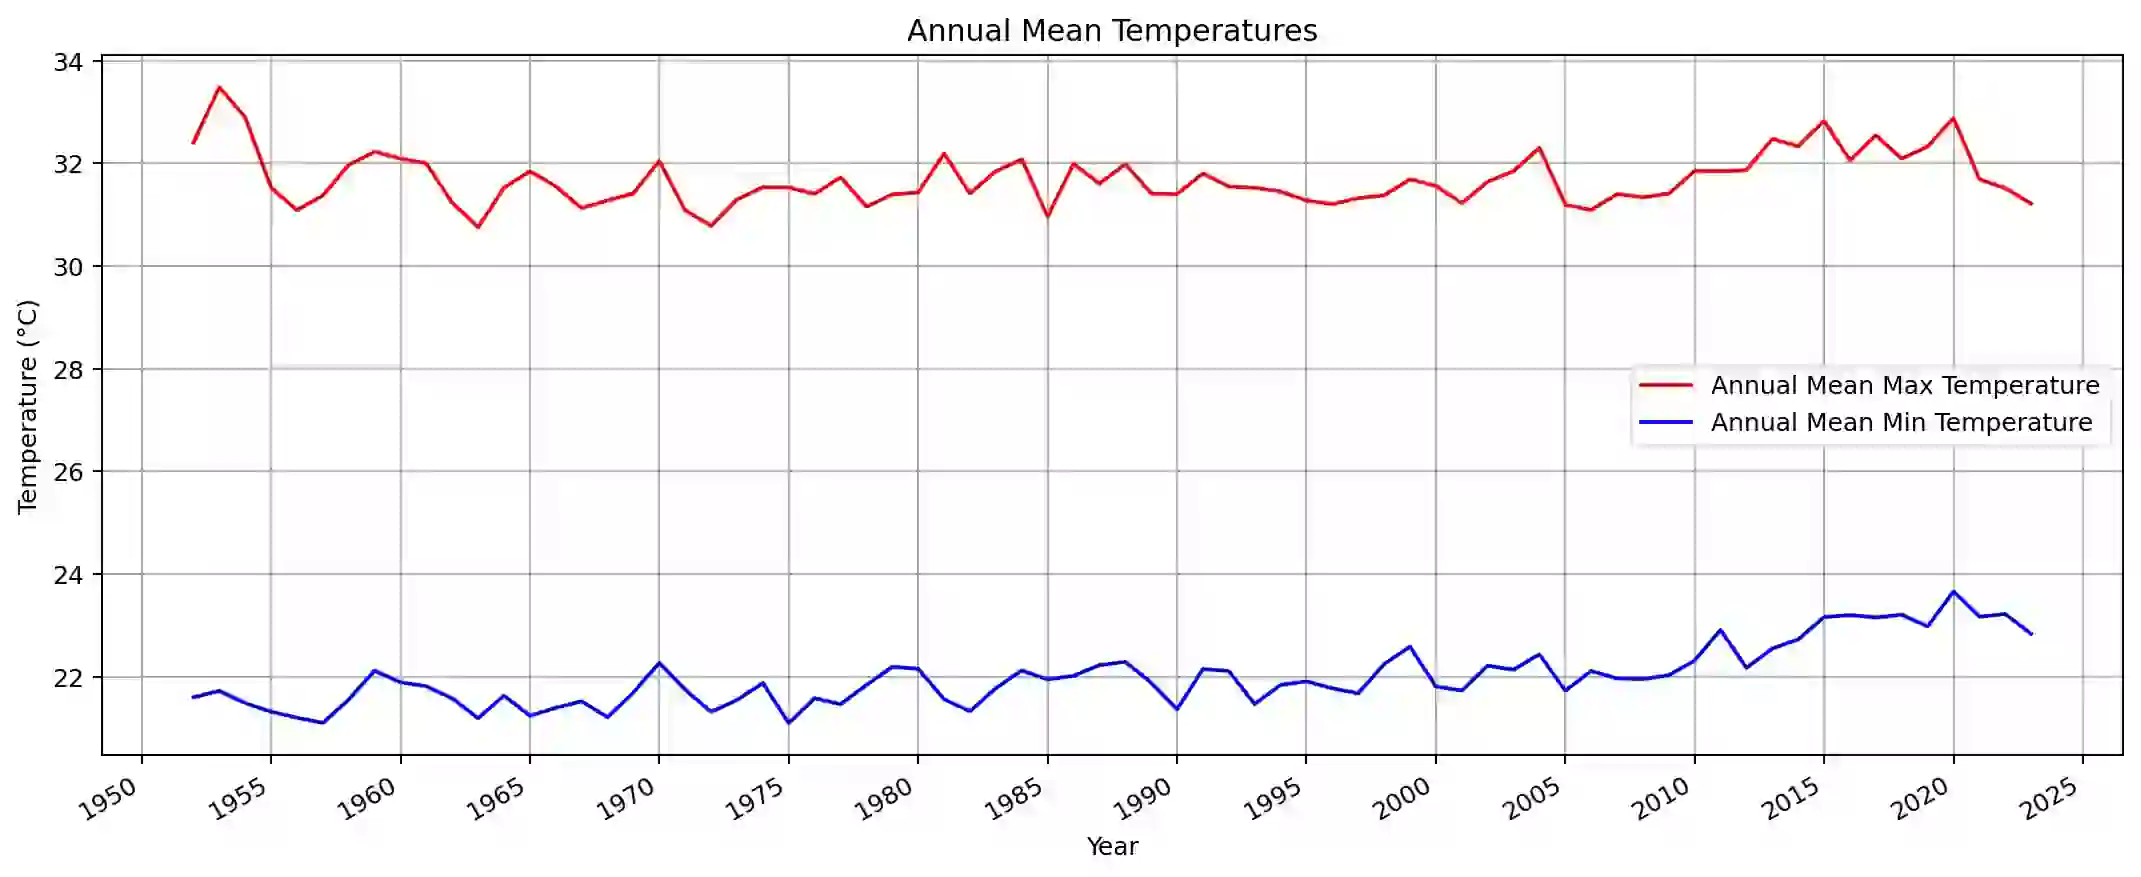 Annual Mean Temperatures
34
32
30
28
26
24
22
Temperature (°C)
Annual Mean Max Temperature
Annual Mean Min Temperature
1950 1955 1960 1965 1970 1975 1980 1985 1990 1995 2000 2005 2010 2015 2020 2025
Year